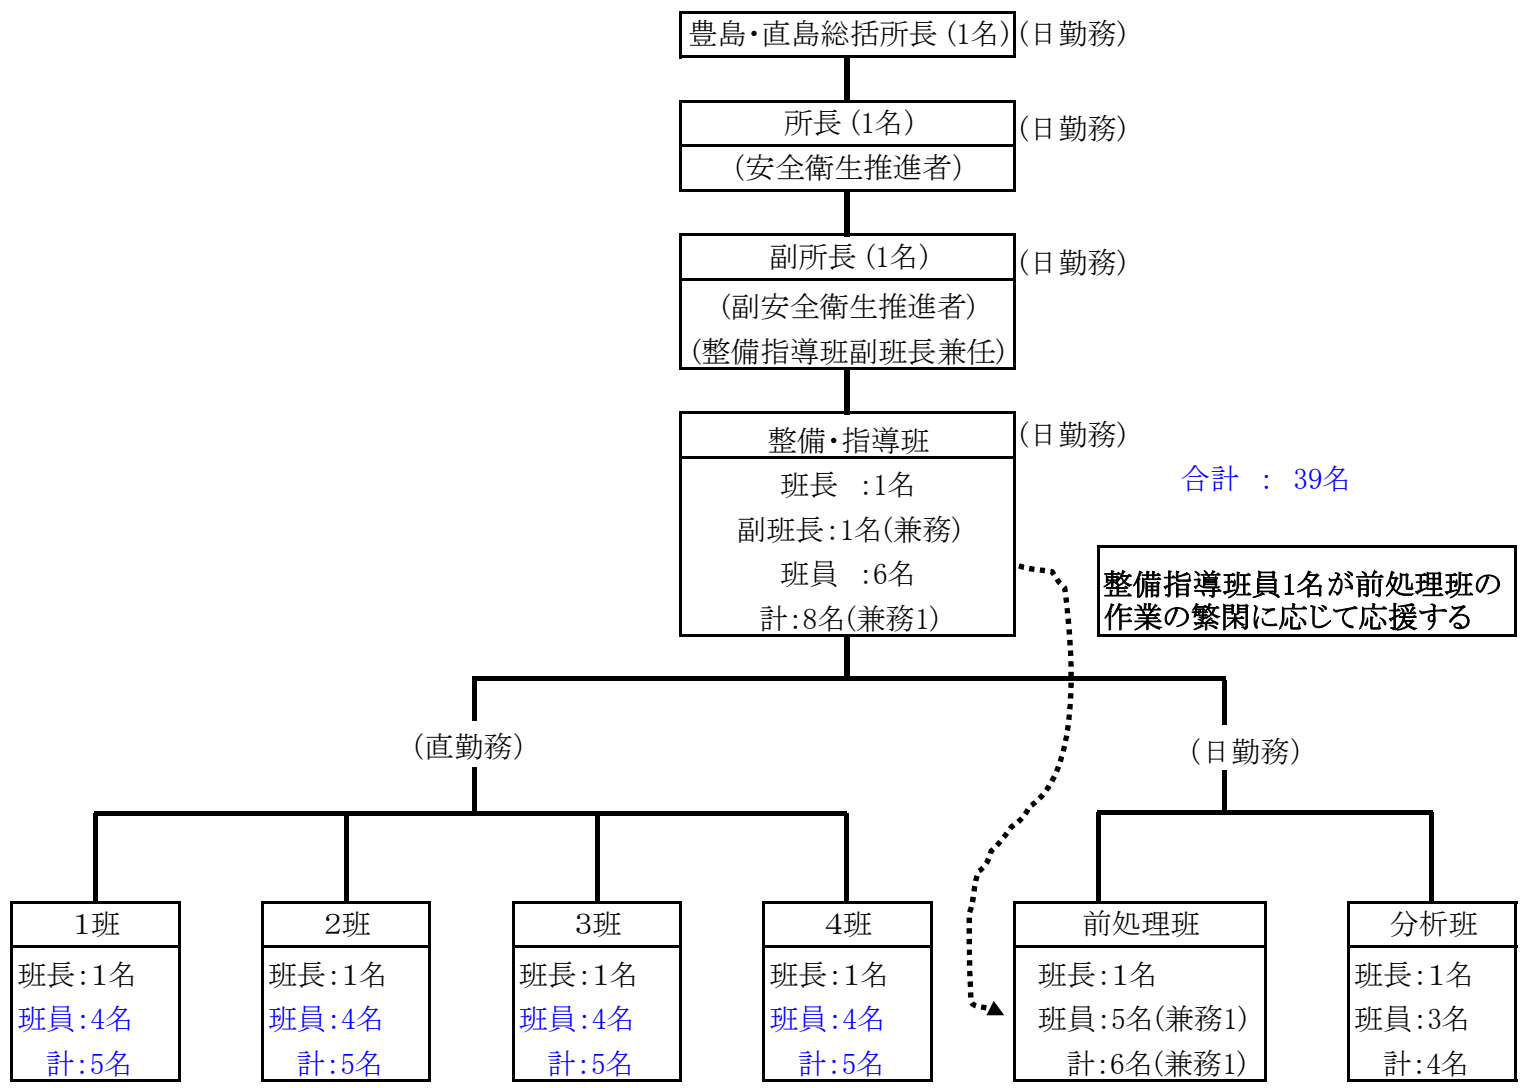 豊島・直島総括所長(1名)(日勤務)
所長(1名)
(日勤務)
(安全衛生推進者)
副所長(1名)
(日勤務)
(副安全衛生推進者)
(整備指導班副班長兼任)
整備・指導班
(日勤務)
班長 :1名
副班長:1名(兼務)
班員 :6名
計:8名(兼務1)
合計 : 39名
整備指導班員1名が前処理班の
作業の繁閑に応じて応援する
(直勤務)
(日勤務)
1班
班長:1名
班員:4名
計:5名
2班
班長:1名
班員:4名
計:5名
3班
班長:1名
班員:4名
計:5名
4班
班長:1名
班員:4名
計:5名
前処理班
班長:1名
班員:5名(兼務1)
計:6名(兼務1)
分析班
班長:1名
班員:3名
計:4名